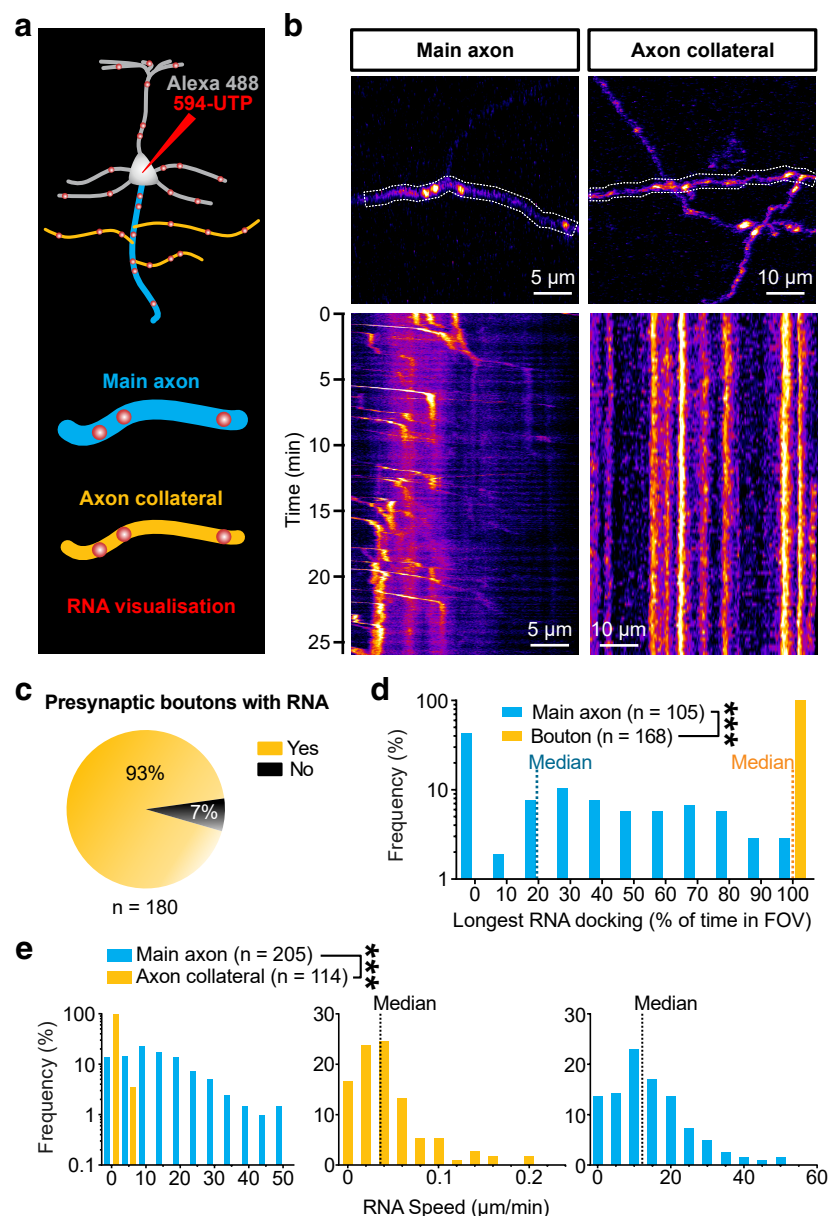 a
Alexa 488
594-UTP
Main axon
Axon collateral
RNA visualisation
b
Main axon
Axon collateral
5 µm
10 µm
0
5
10
15
20
25
Time (min)
5 µm
10 µm
c
Presynaptic boutons with RNA
93%
7%
Yes
No
n = 180
d
Main axon (n = 105)
Bouton (n = 168)
***
Median
Median
100
10
1
Frequency (%)
0 10 20 30 40 50 60 70 80 90 100
Longest RNA docking (% of time in FOV)
e
Main axon (n = 205)
Axon collateral (n = 114)
***
Frequency (%)
100
10
1
0.1
0 10 20 30 40 50
Median
30
20
10
0
0 0.1 0.2
Median
30
20
10
0
0 20 40 60
RNA Speed (µm/min)